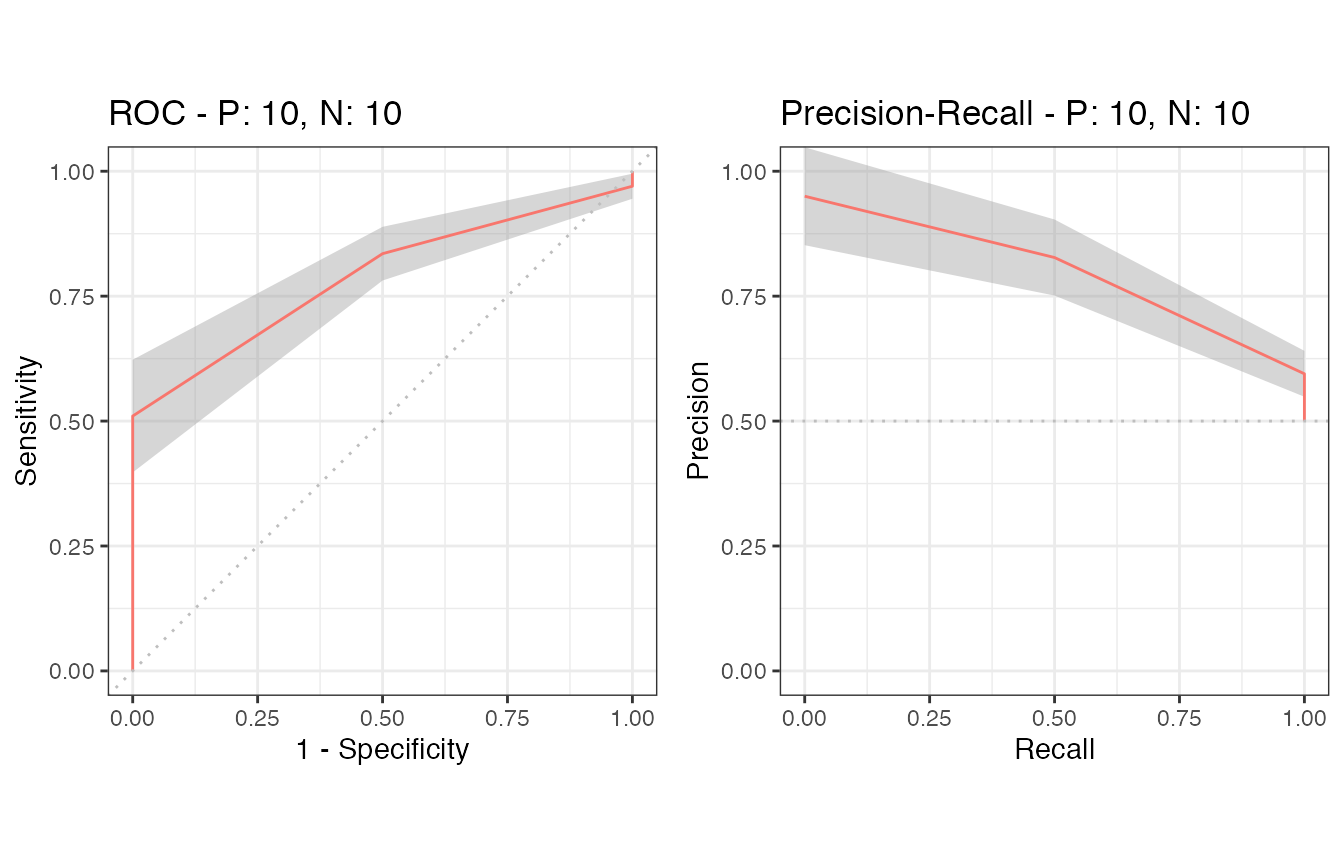 ROC - P: 10, N: 10
1.00
0.75
0.50
0.25
0.00
Sensitivity
0.00 0.25 0.50 0.75 1.00
1 - Specificity
Precision-Recall - P: 10, N: 10
1.00
0.75
0.50
0.25
0.00
Precision
0.00 0.25 0.50 0.75 1.00
Recall